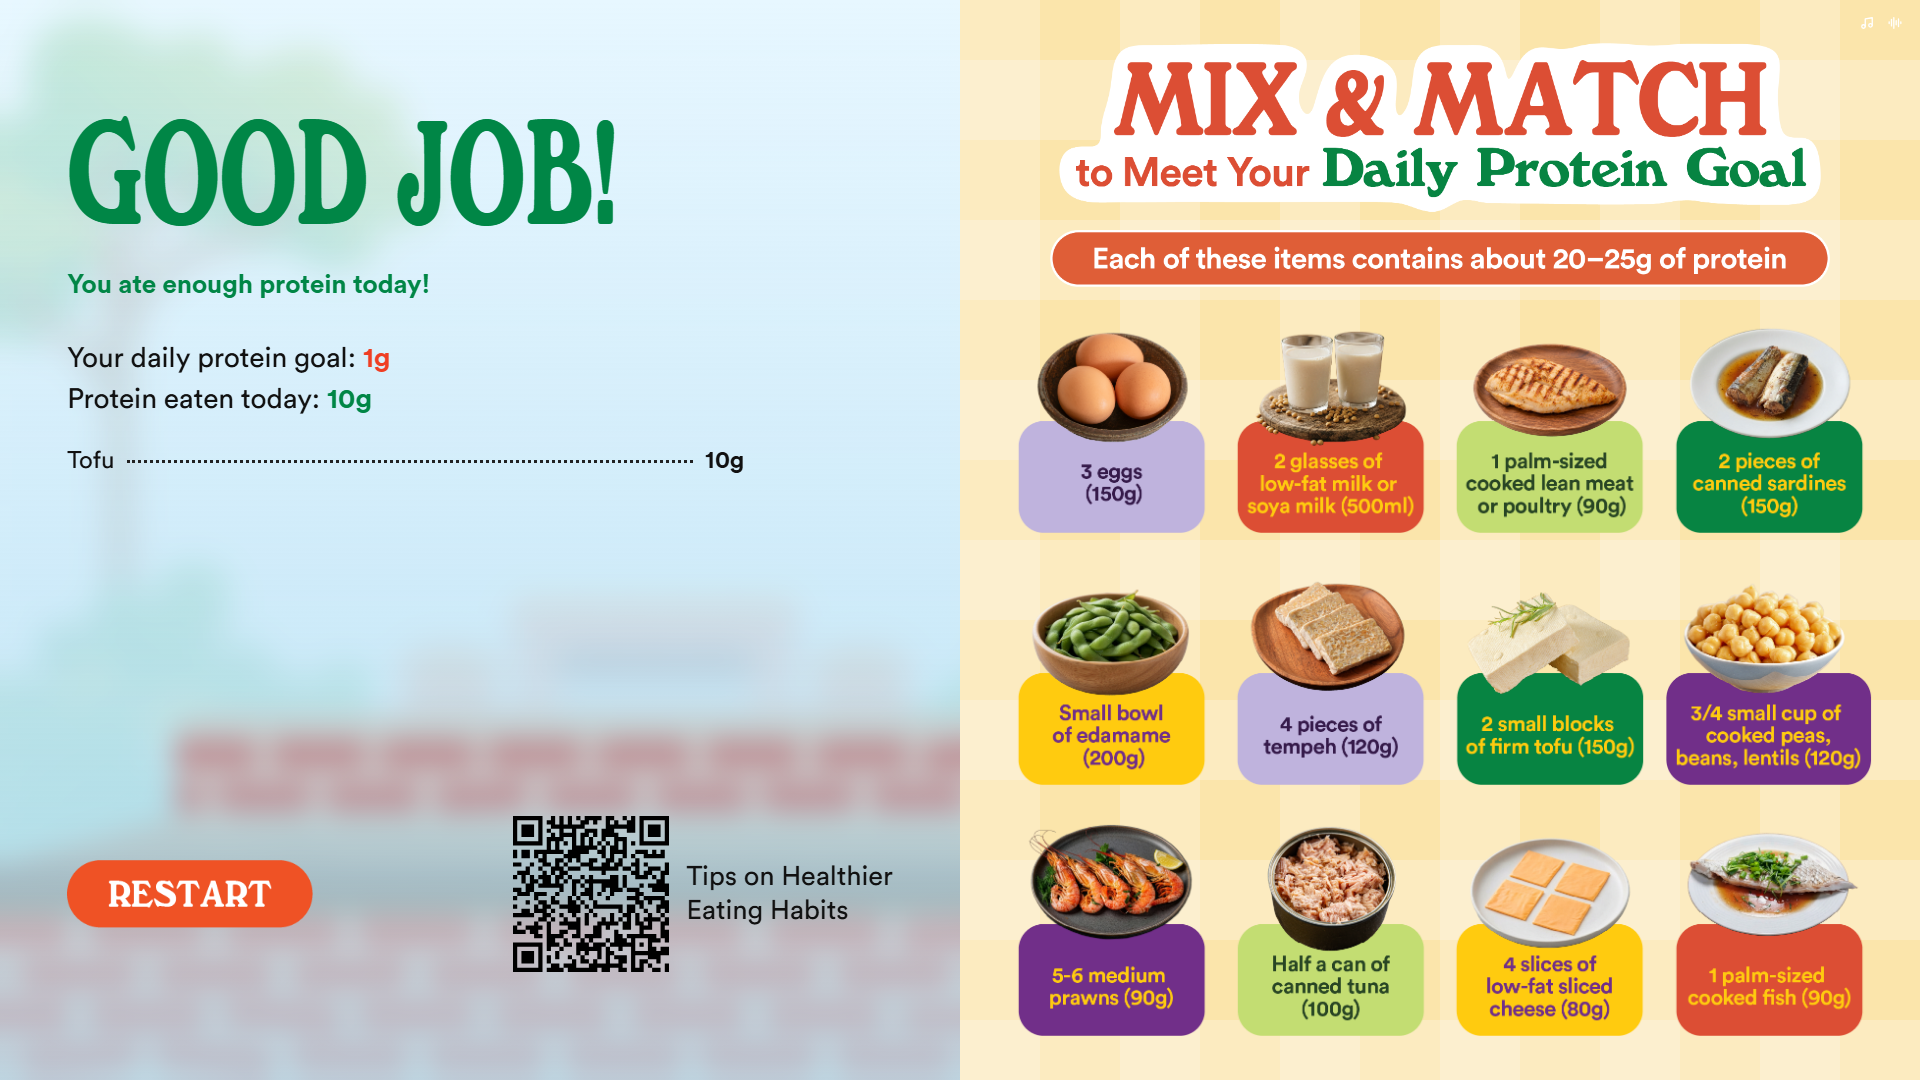 GOOD JOB!
You ate enough protein today!
Your daily protein goal: 1g
Protein eaten today: 10g
Tofu 10g
RESTART
Tips on Healthier
Eating Habits
MIX & MATCH
to Meet Your Daily Protein Goal
Each of these items contains about 20–25g of protein
3 eggs
(150g)
2 glasses of
low-fat milk or
soya milk (500ml)
1 palm-sized
cooked lean meat
or poultry (90g)
2 pieces of
canned sardines
(150g)
Small bowl
of edamame
(200g)
4 pieces of
tempeh (120g)
2 small blocks
of firm tofu (150g)
3/4 small cup of
cooked peas,
beans, lentils (120g)
5-6 medium
prawns (90g)
Half a can of
canned tuna
(100g)
4 slices of
low-fat sliced
cheese (80g)
1 palm-sized
cooked fish (90g)